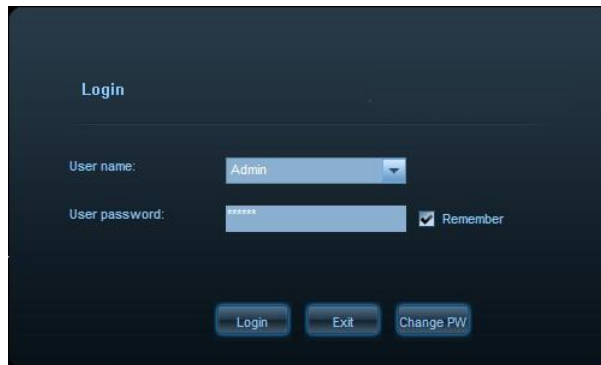 Login
User name:
Admin
User password:
******
Remember
Login
Exit
Change PW